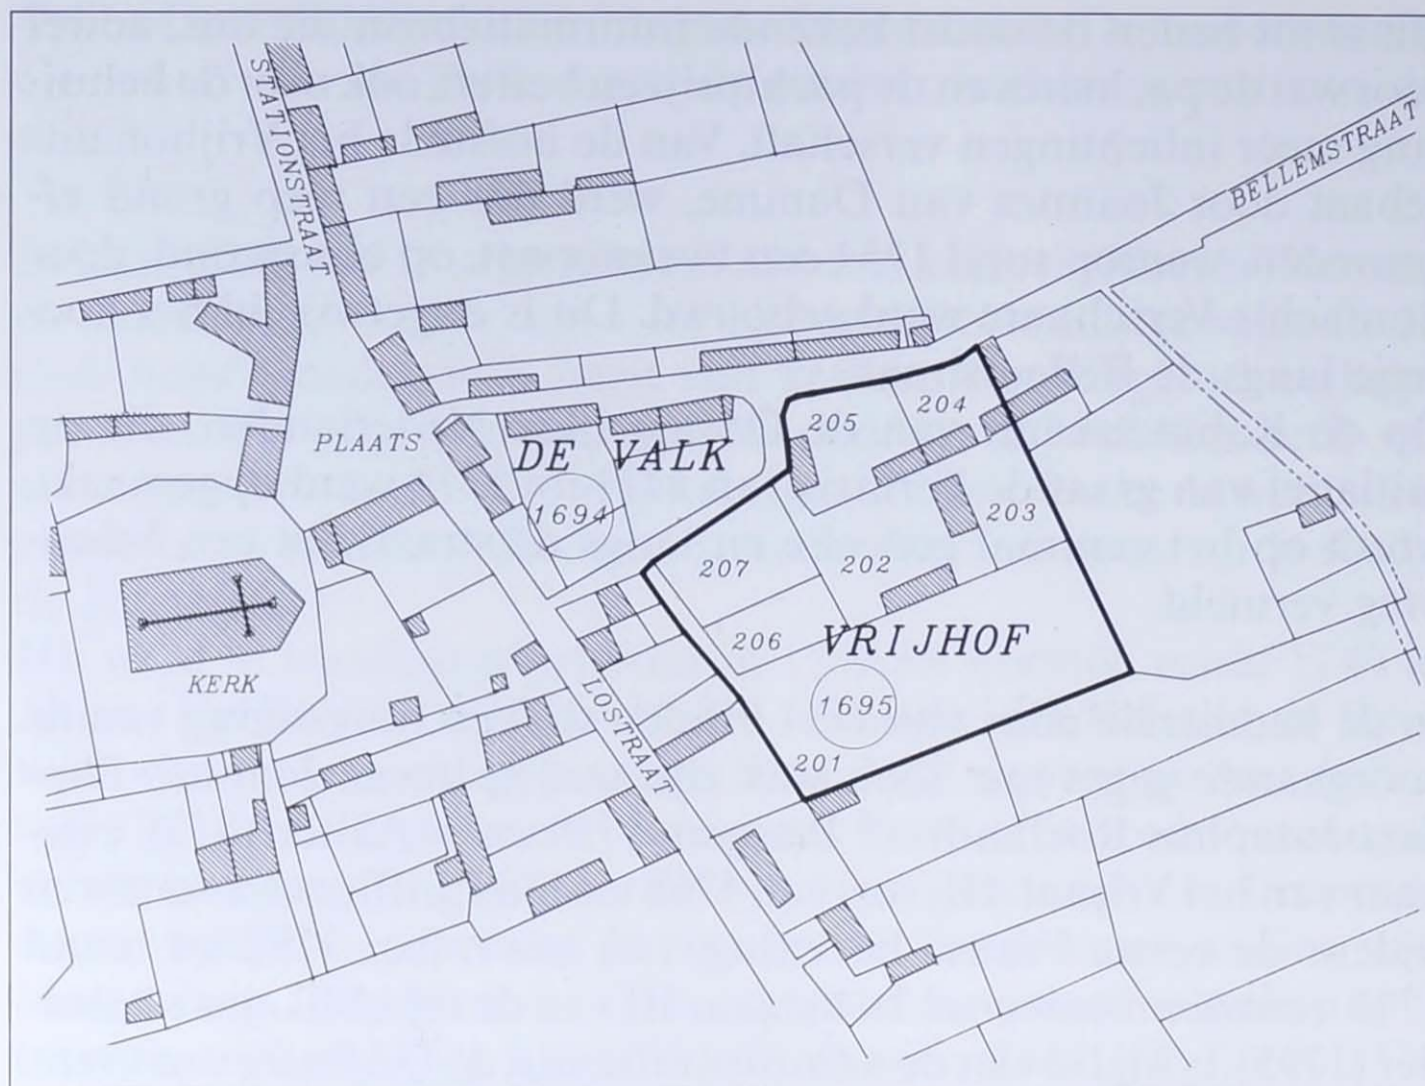 STATIONSTRAAT
BELLEMSTRAAT
PLAATS
DE VALK
1694
205
204
203
202
207
206
VRIJHOF
1695
201
KERK
LOSTRAAT